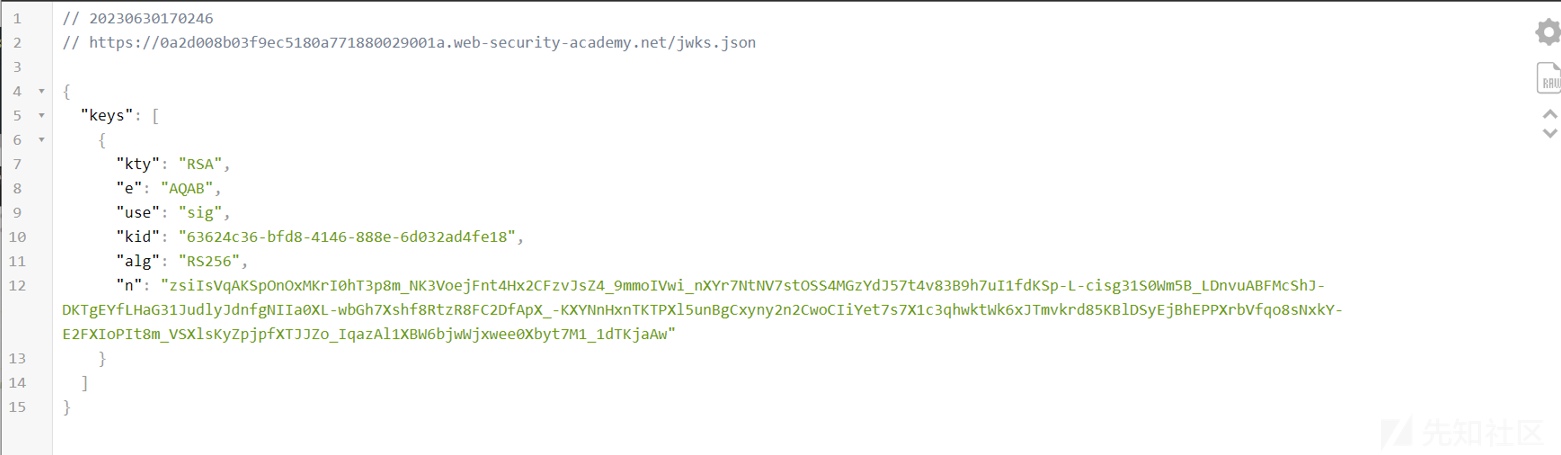 1 // 20230630170246
2 // https://0a2d008b03f9ec5180a771880029001a.web-security-academy.net/jwks.json
3
4 {
5 "keys": [
6 {
7 "kty": "RSA",
8 "e": "AQAB",
9 "use": "sig",
10 "kid": "63624c36-bfd8-4146-888e-6d032ad4fe18",
11 "alg": "RS256",
12 "n": "zsiIsVqAKSpOnOxMKrI0hT3p8m_NK3VoejFnt4Hx2CFzvJsZ4_9mmoIVwi_nXYr7NtNV7stOSS4MGzYdJ57t4v83B9h7uI1fdKSp-L-cisg31S0Wm5B_LDnvuABFMcShJ-
DKTgEYfLHaG31JudlyJdnfgNIIa0XL-wbGh7Xshf8RtzR8FC2DfApX_-KXYNnHxnTKTPXl5unBgCxyny2n2CwoCIiYet7s7X1c3qhwktWk6xJTmvkrd85KBlDSyEjBhEPPXrbVfqo8sNxkY-
E2FXIoPIt8m_VSXlsKyZpjpfXTJJZo_IqazAl1XBW6bjwWjxwee0Xbyt7M1_1dTKjaAw"
13 }
14 ]
15 }
RAW
先知社区